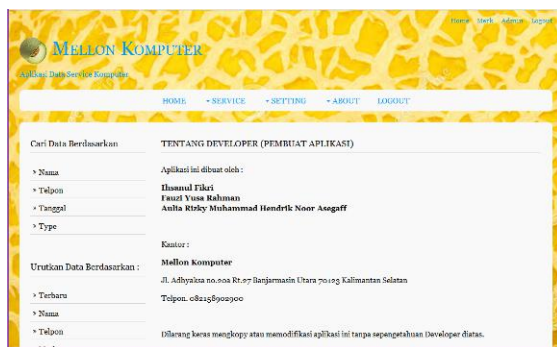 Home Merk Admin Logout
MELLON KOMPUTER
Aplikasi Data Service Komputer
HOME SERVICE SETTING ABOUT LOGOUT
Cari Data Berdasarkan
Nama
Telpon
Tanggal
Type
Urutkan Data Berdasarkan :
Terbaru
Nama
Telpon
TENTANG DEVELOPER (PEMBUAT APLIKASI)
Aplikasi ini dibuat oleh :
Ihsanul Fikri
Fauzi Yusa Rahman
Aulia Rizky Muhammad Hendrik Noor Asegaff
Kantor :
Mellon Komputer
Jl. Adhyaksa no.20a Rt.27 Banjarmasin Utara 70123 Kalimantan Selatan
Telpon. 082158902900
Dilarang keras mengkopy atau memodifikasi aplikasi ini tanpa sepengetahuan Developer diatas.